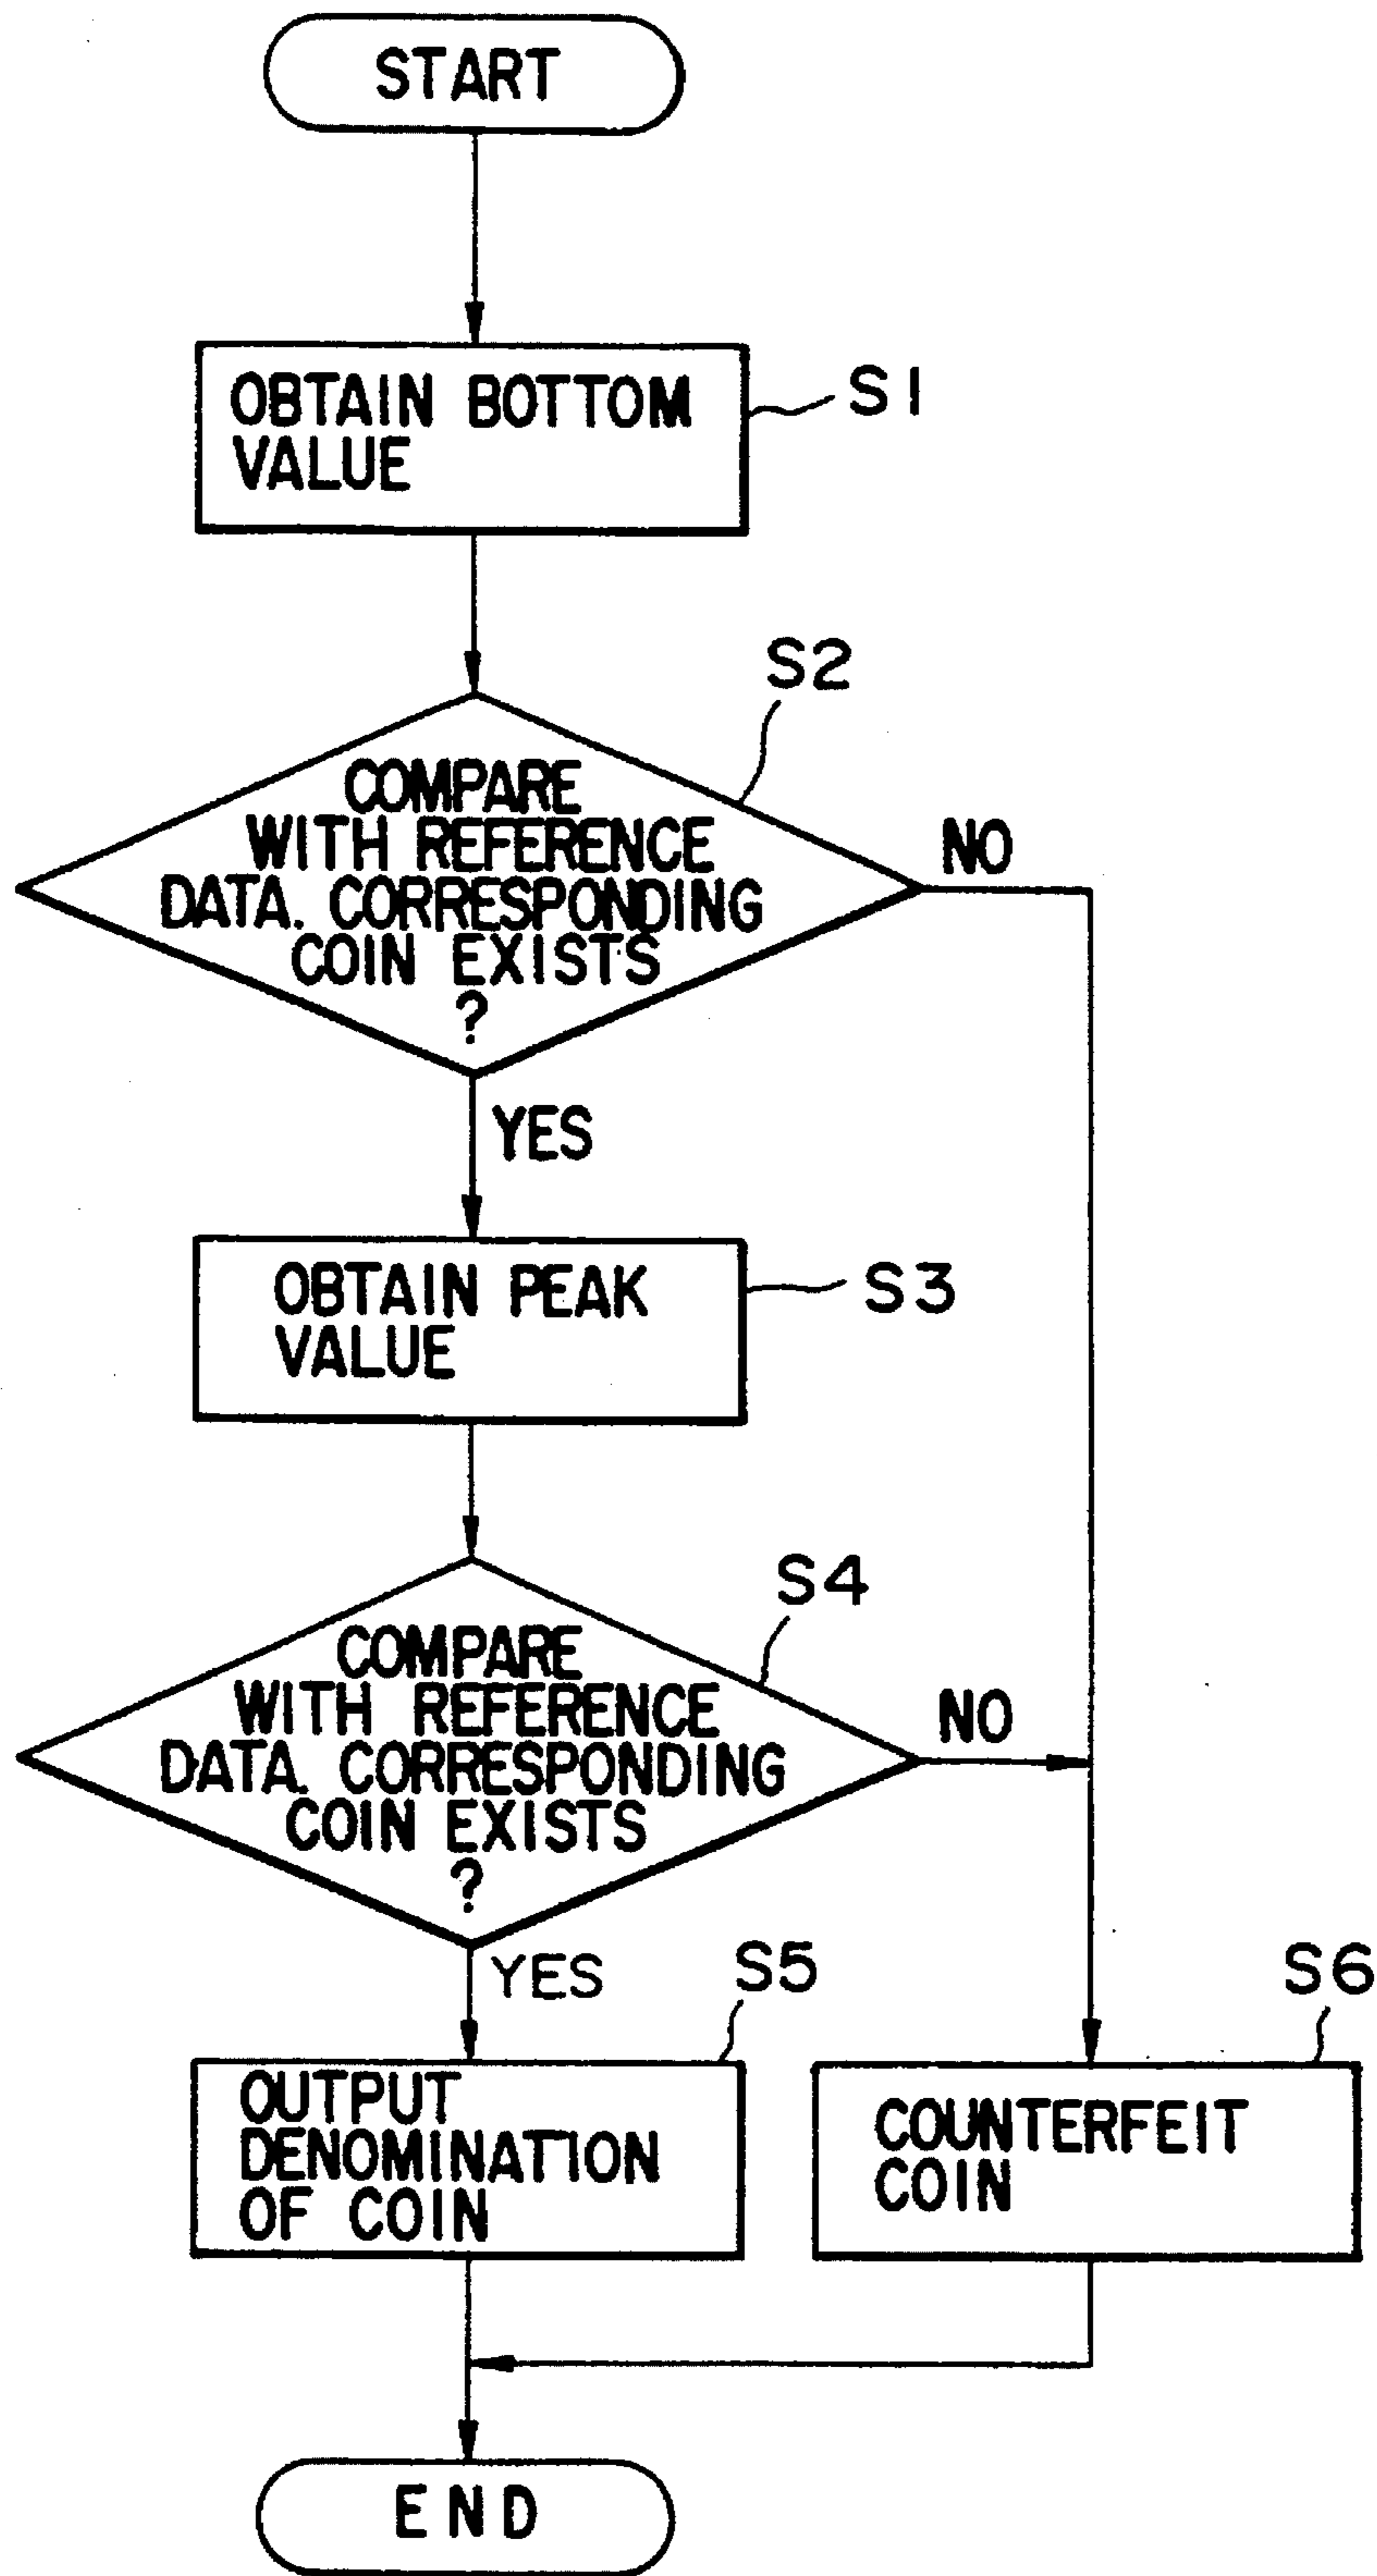 START
OBTAIN BOTTOM
VALUE
S1
S2
COMPARE
WITH REFERENCE
DATA. CORRESPONDING
COIN EXISTS
?
NO
YES
OBTAIN PEAK
VALUE
S3
S4
COMPARE
WITH REFERENCE
DATA. CORRESPONDING
COIN EXISTS
?
NO
YES
S5
OUTPUT
DENOMINATION
OF COIN
S6
COUNTERFEIT
COIN
END